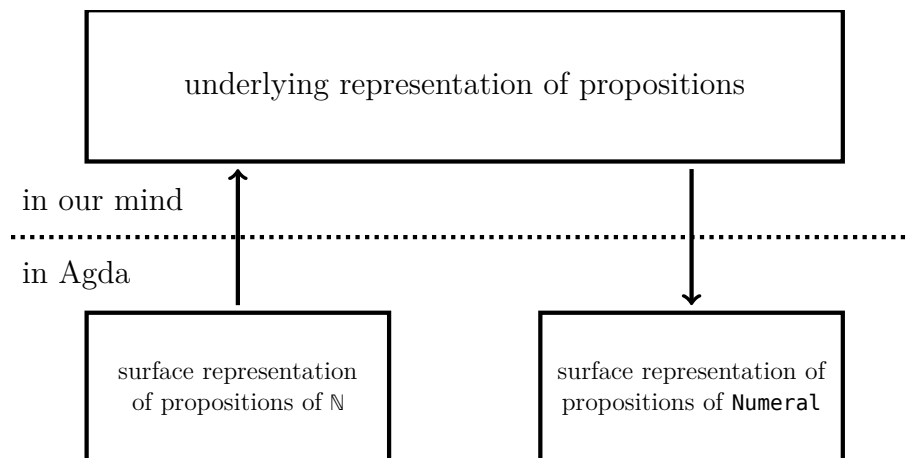 underlying representation of propositions
in our mind
in Agda
surface representation
of propositions of ℕ
surface representation of
propositions of Numeral